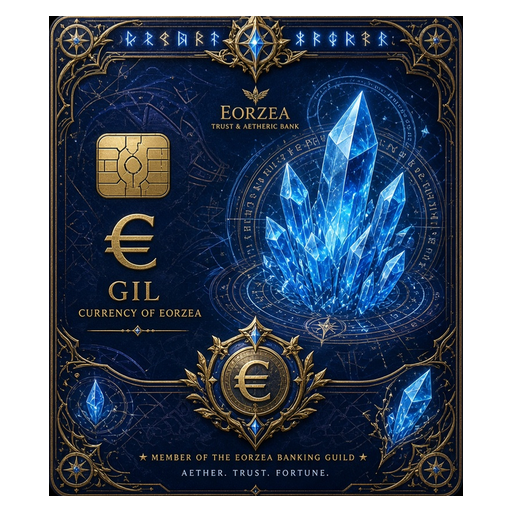 EORZEA
TRUST & AETHERIC BANK
€
GIL
CURRENCY OF EORZEA
€
★ MEMBER OF THE EORZEA BANKING GUILD ★
AETHER. TRUST. FORTUNE.